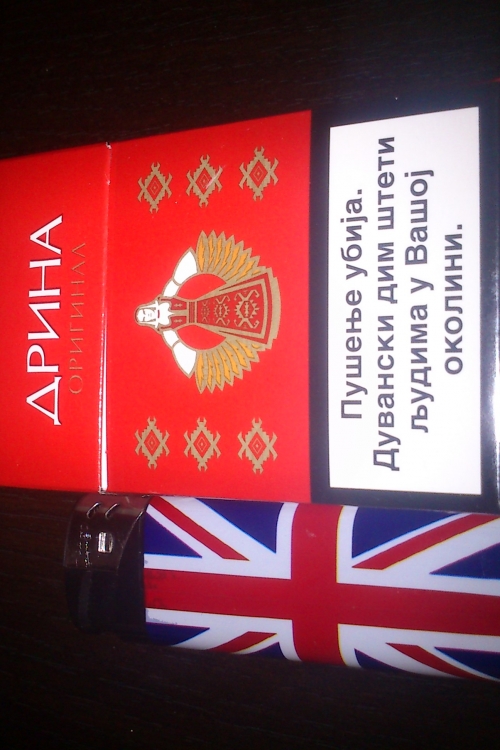 ДРИНА
ОРИГИНАЛ
Пушење убија.
Дувански дим штети
људима у Вашој
околини.